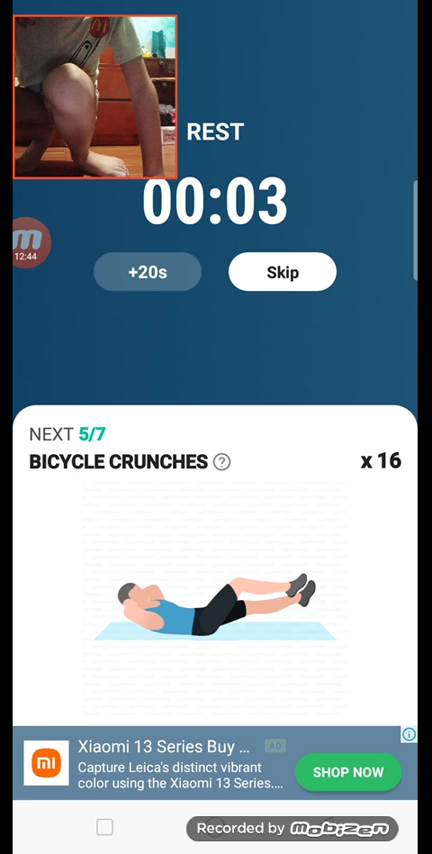 REST
00:03
12:44
+20s
Skip
NEXT 5/7
BICYCLE CRUNCHES ?
x 16
Xiaomi 13 Series Buy ...
AD
mi
Capture Leica's distinct vibrant
color using the Xiaomi 13 Series....
SHOP NOW
Recorded by MOBIZEN